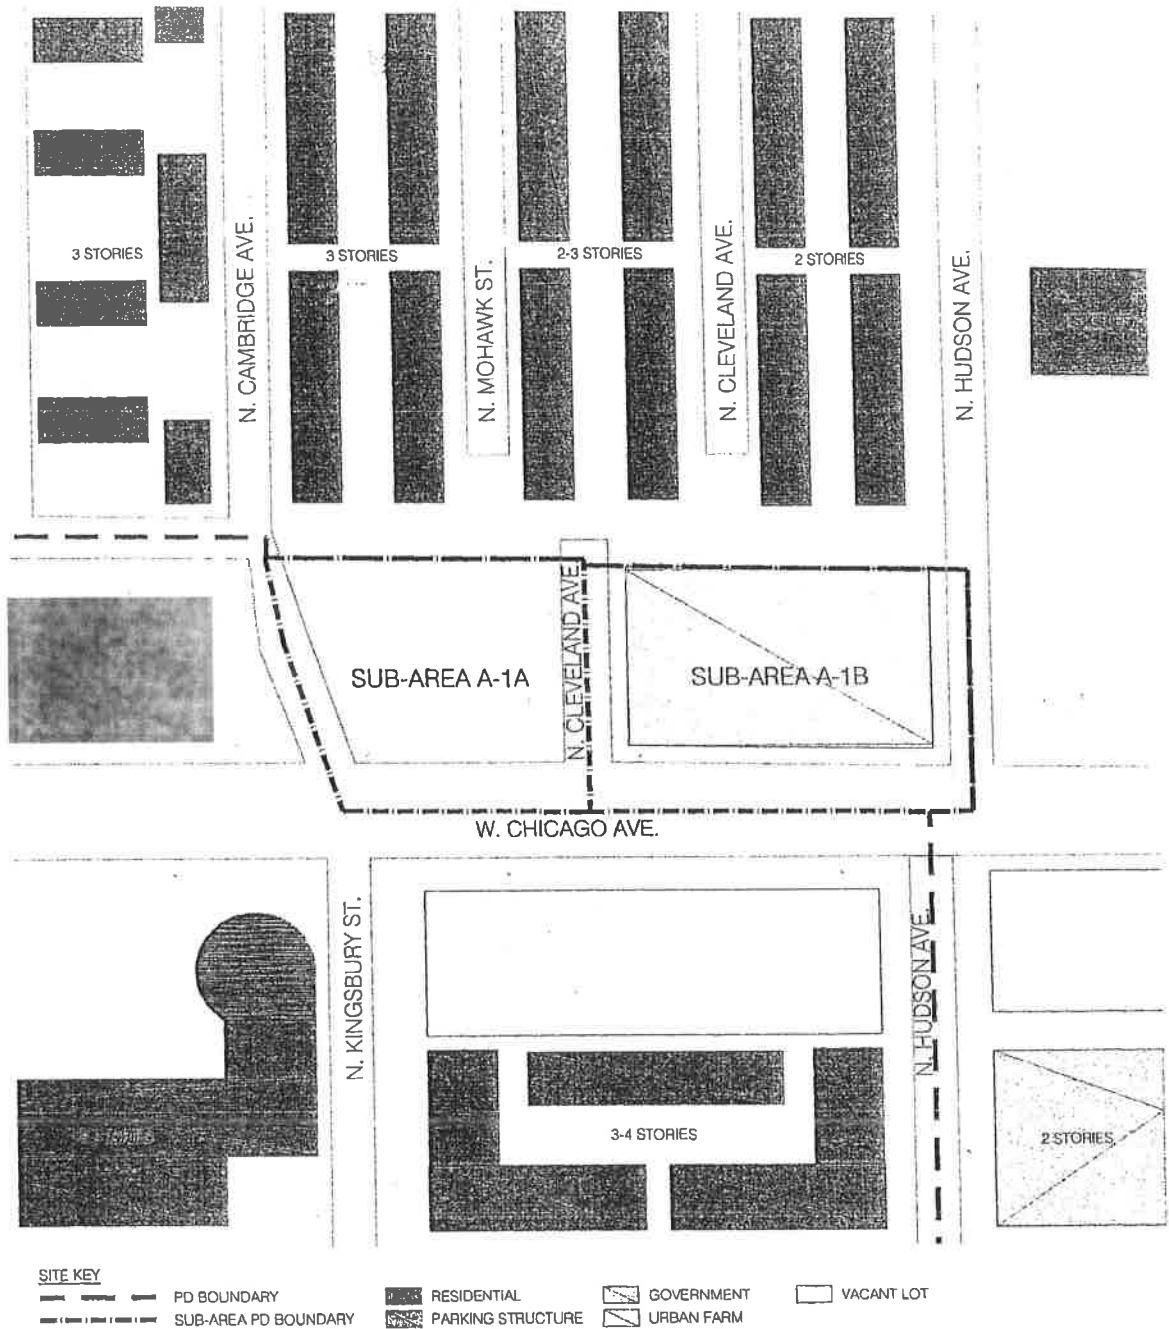 3 STORIES
N. CAMBRIDGE AVE.
3 STORIES
N. MOHAWK ST.
2-3 STORIES
N. CLEVELAND AVE.
2 STORIES
N. HUDSON AVE.
SUB-AREA A-1A
N. CLEVELAND AVE.
SUB-AREA A-1B
W. CHICAGO AVE.
N. KINGSBURY ST.
N. HUDSON AVE.
STORIES
3-4 STORIES
2 STORIES
SITE KEY
PD BOUNDARY
SUB-AREA PD BOUNDARY
RESIDENTIAL
PARKING STRUCTURE
GOVERNMENT
URBAN FARM
VACANT LOT